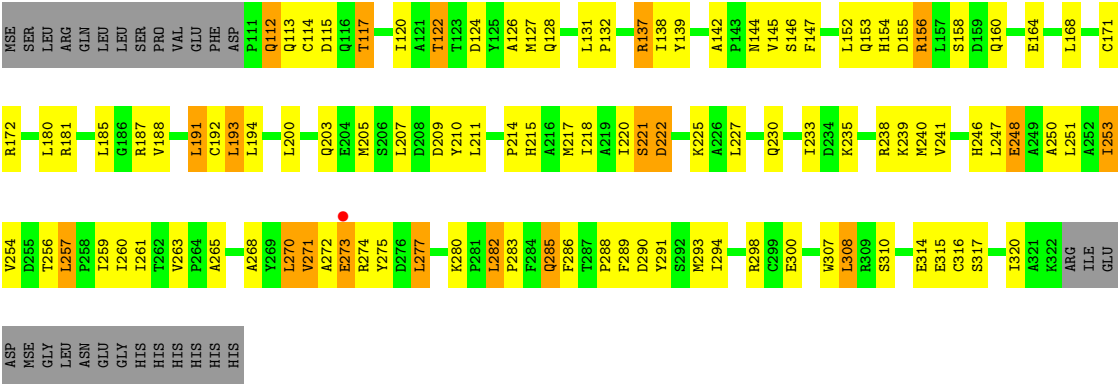 MSE SER LEU ARG GLN LEU LEU SER PRO VAL GLU PHE ASP P111 Q112 Q113 C114 D115 Q116 T117 I120 A121 T122 T123 D124 Y125 A126 M127 Q128 L131 P132 R137 I138 Y139 A142 P143 N144 V145 S146 F147 L152 Q153 H154 D155 R156 L157 S158 D159 Q160 E164 L168 C171
R172 L180 R181 L185 G186 R187 V188 L191 C192 L193 L194 L200 Q203 E204 M205 S206 L207 D208 D209 Y210 L211 P214 H215 A216 M217 I218 A219 I220 S221 D222 K225 A226 L227 Q230 I233 D234 K235 R238 K239 M240 V241 H246 L247 E248 A249 A250 L251 A252 I253
V254 D255 T256 L257 P258 I259 I260 I261 T262 V263 P264 A265 A268 Y269 L270 V271 A272 E273 R274 Y275 D276 L277 K280 P281 L282 P283 F284 Q285 F286 T287 P288 F289 D290 Y291 S292 M293 I294 R298 C299 E300 W307 L308 R309 S310 E314 E315 C316 S317 I320 A321 K322 ARG ILE GLU
ASP MSE GLY LEU ASN GLU GLY HIS HIS HIS HIS HIS HIS